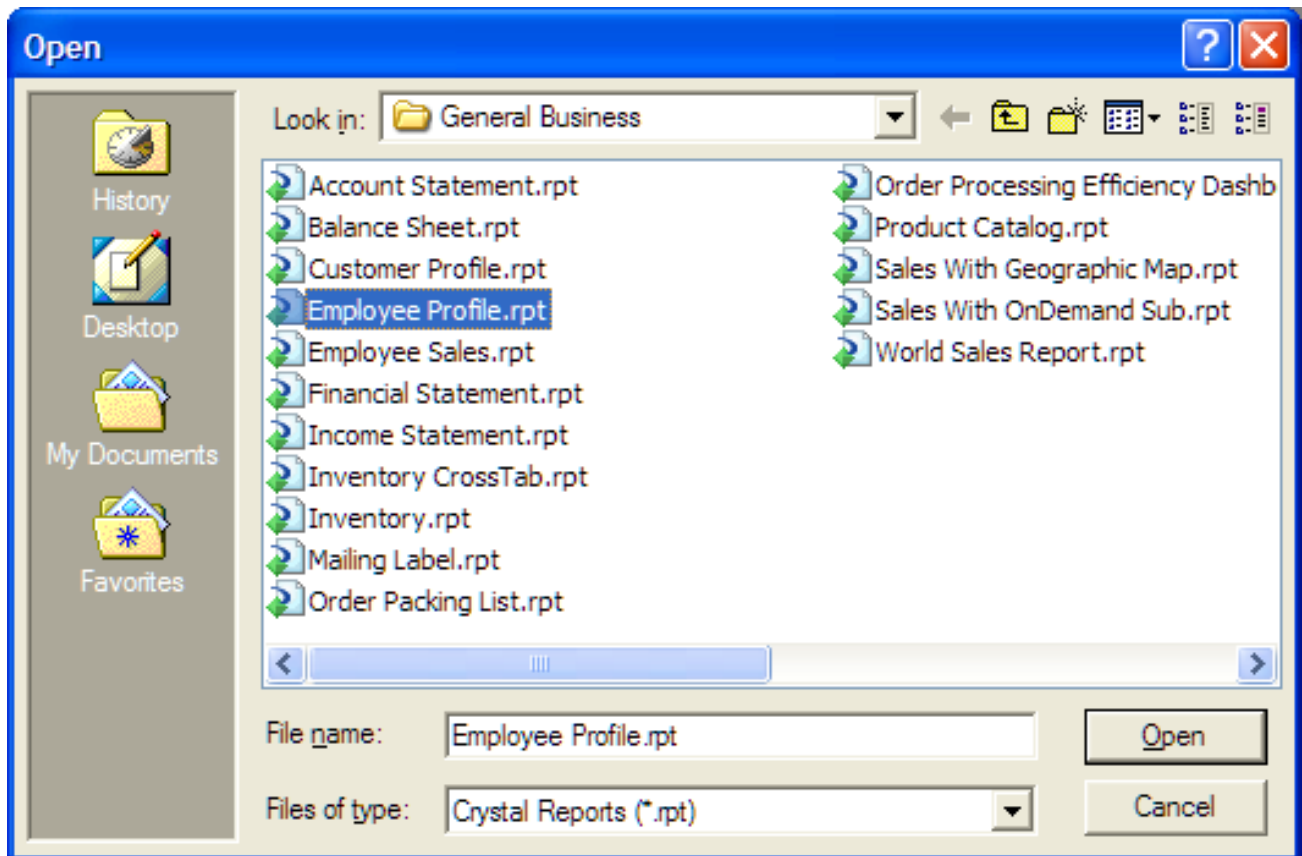 Open
Look in: General Business
History
Desktop
My Documents
Favorites
Account Statement.rpt
Balance Sheet.rpt
Customer Profile.rpt
Employee Profile.rpt
Employee Sales.rpt
Financial Statement.rpt
Income Statement.rpt
Inventory CrossTab.rpt
Inventory.rpt
Mailing Label.rpt
Order Packing List.rpt
Order Processing Efficiency Dashb
Product Catalog.rpt
Sales With Geographic Map.rpt
Sales With OnDemand Sub.rpt
World Sales Report.rpt
File name: Employee Profile.rpt
Open
Files of type: Crystal Reports (*.rpt)
Cancel